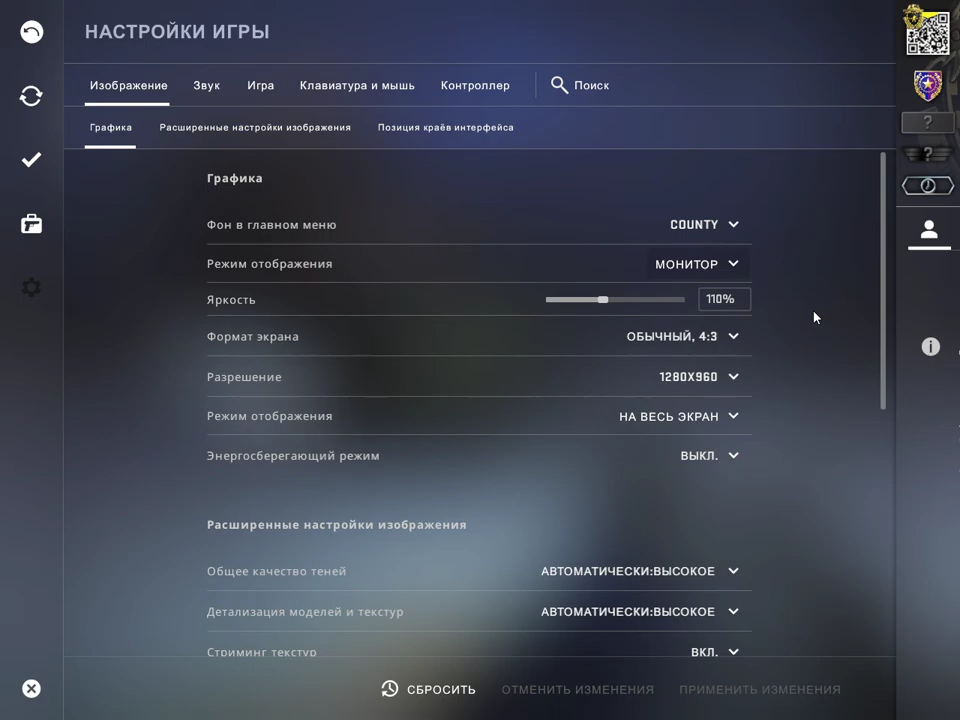 НАСТРОЙКИ ИГРЫ
Изображение Звук Игра Клавиатура и мышь Контроллер Поиск
Графика Расширенные настройки изображения Позиция краёв интерфейса
Графика
Фон в главном меню COUNTY
Режим отображения МОНИТОР
Яркость 110%
Формат экрана ОБЫЧНЫЙ, 4:3
Разрешение 1280X960
Режим отображения НА ВЕСЬ ЭКРАН
Энергосберегающий режим ВЫКЛ.
Расширенные настройки изображения
Общее качество теней АВТОМАТИЧЕСКИ:ВЫСОКОЕ
Детализация моделей и текстур АВТОМАТИЧЕСКИ:ВЫСОКОЕ
Стриминг текстур ВКЛ.
СБРОСИТЬ ОТМЕНИТЬ ИЗМЕНЕНИЯ ПРИМЕНИТЬ ИЗМЕНЕНИЯ